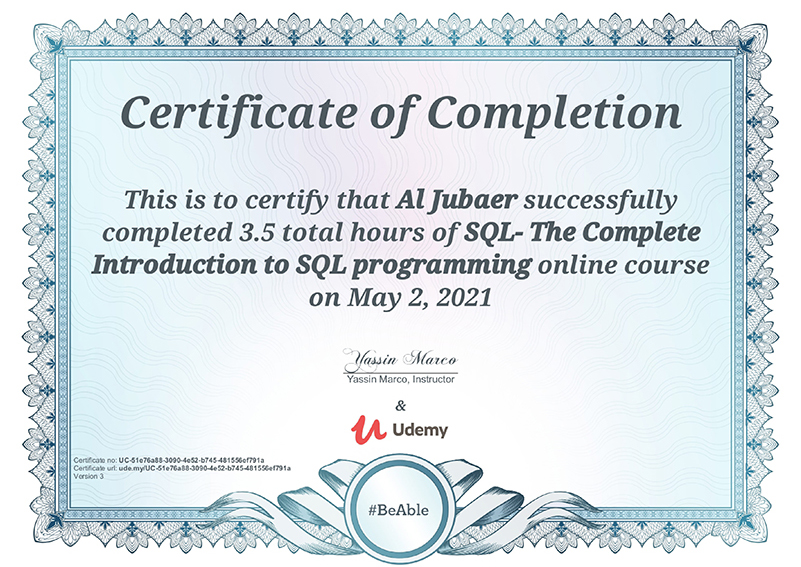 Certificate of Completion
This is to certify that Al Jubaer successfully
completed 3.5 total hours of SQL- The Complete
Introduction to SQL programming online course
on May 2, 2021
Yassin Marco
Yassin Marco, Instructor
&
Udemy
Certificate no: UC-51e76a88-3090-4e52-b745-481556ef791a
Certificate url: ude.my/UC-51e76a88-3090-4e52-b745-481556ef791a
Version 3
#BeAble